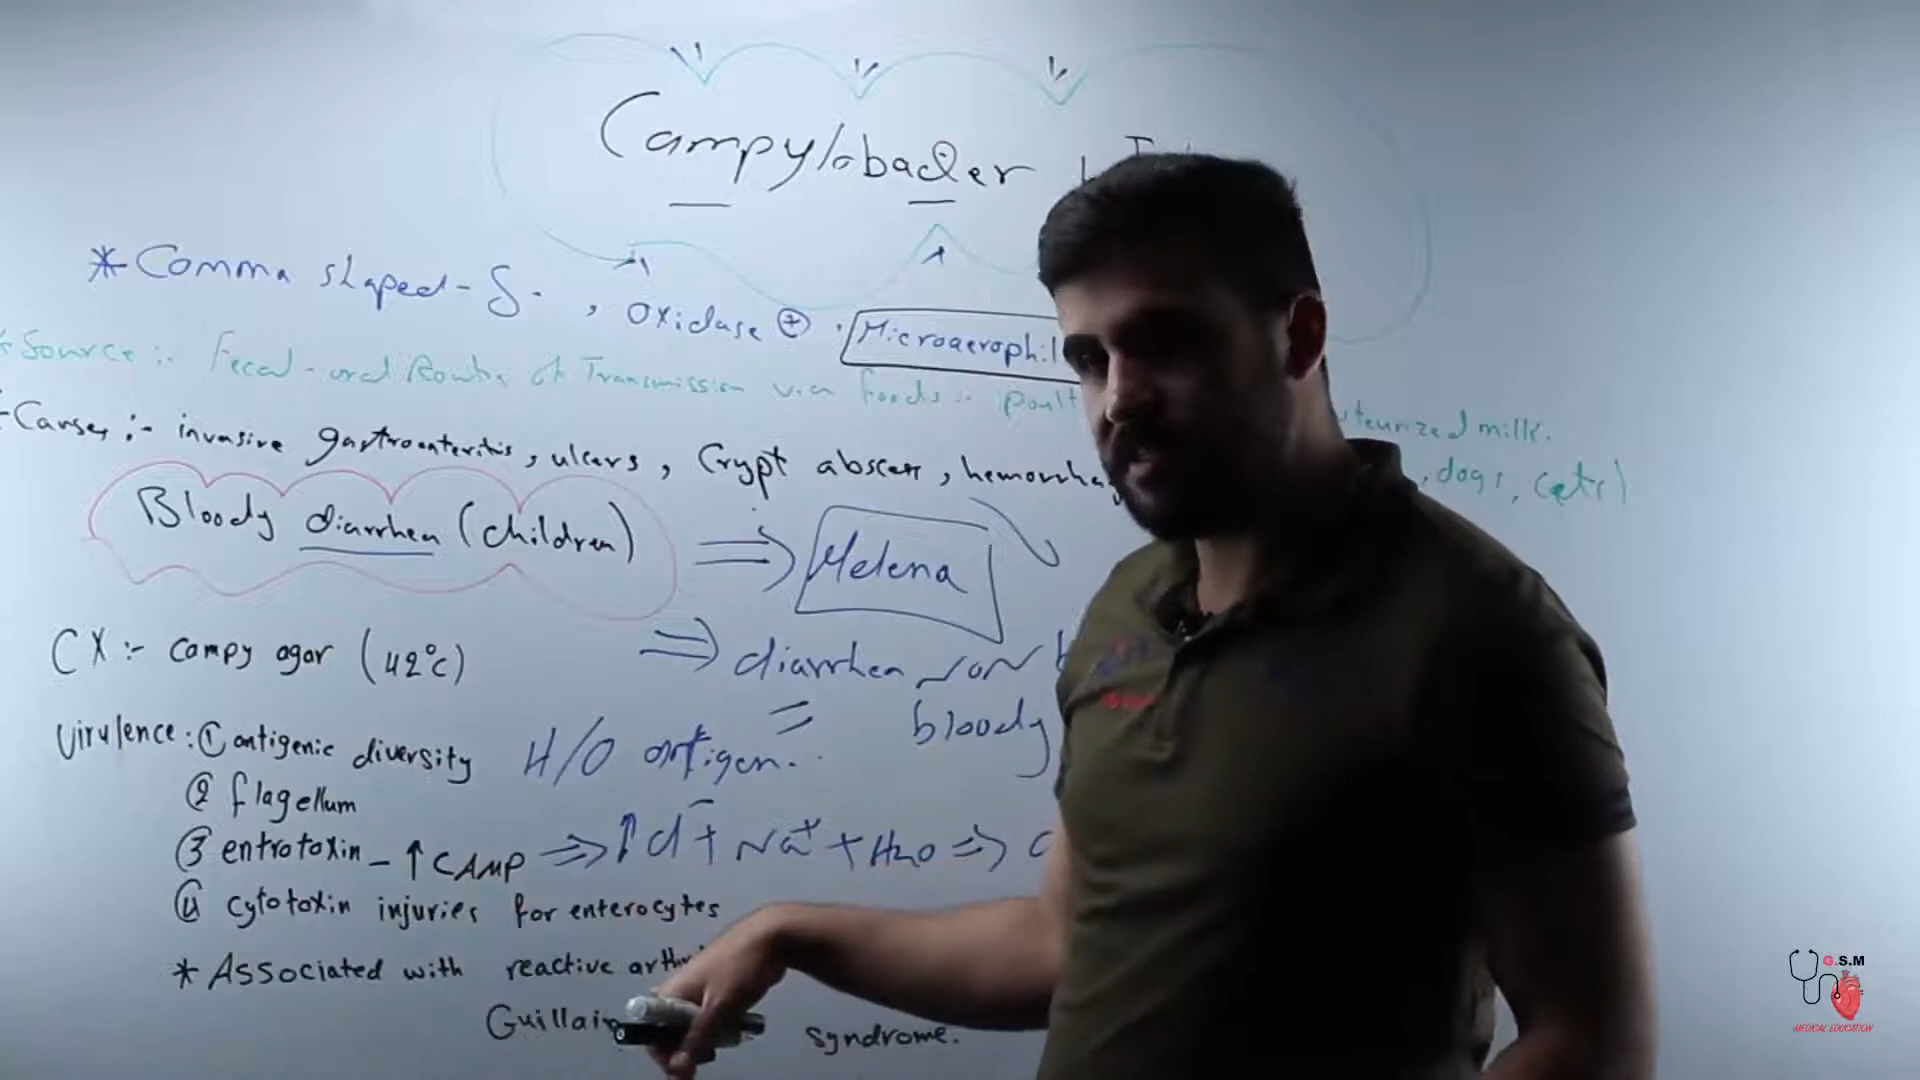 Campylobacter
* Comma shaped - S. , oxidase ⊕ . Microaerophil
* Source :- Fecal-oral Route of Transmission via foods :- poult teurized milk.
, dogs, cats)
* Causes :- invasive gastroenteritis, ulcers, Crypt abscess, hemorrhag
Bloody diarrhea (children) ⇒ Melena
CX :- campy agar (42°C) ⇒ diarrhea non b
bloody
Virulence: ① antigenic diversity H/O antigen.
② flagellum
③ entrotoxin - ↑ CAMP ⇒ ↑ Cl⁻ + Na⁺ + H₂O ⇒
④ cytotoxin injuries for enterocytes
* Associated with reactive arth
Guillain syndrome.
G.S.M
MEDICAL EDUCATION